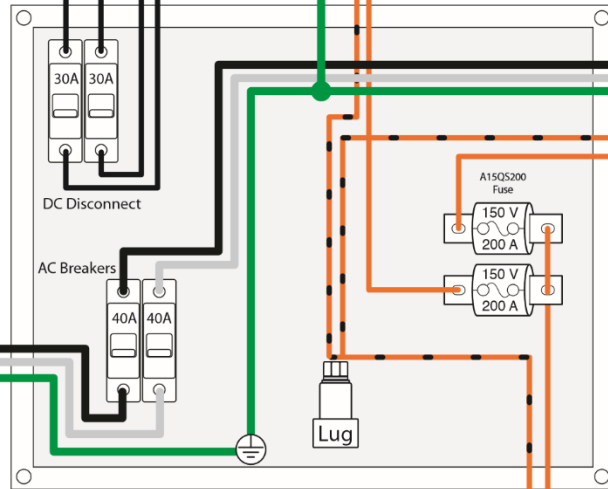 30A 30A
DC Disconnect
A15QS200
Fuse
150 V
200 A
AC Breakers
150 V
200 A
40A 40A
Lug